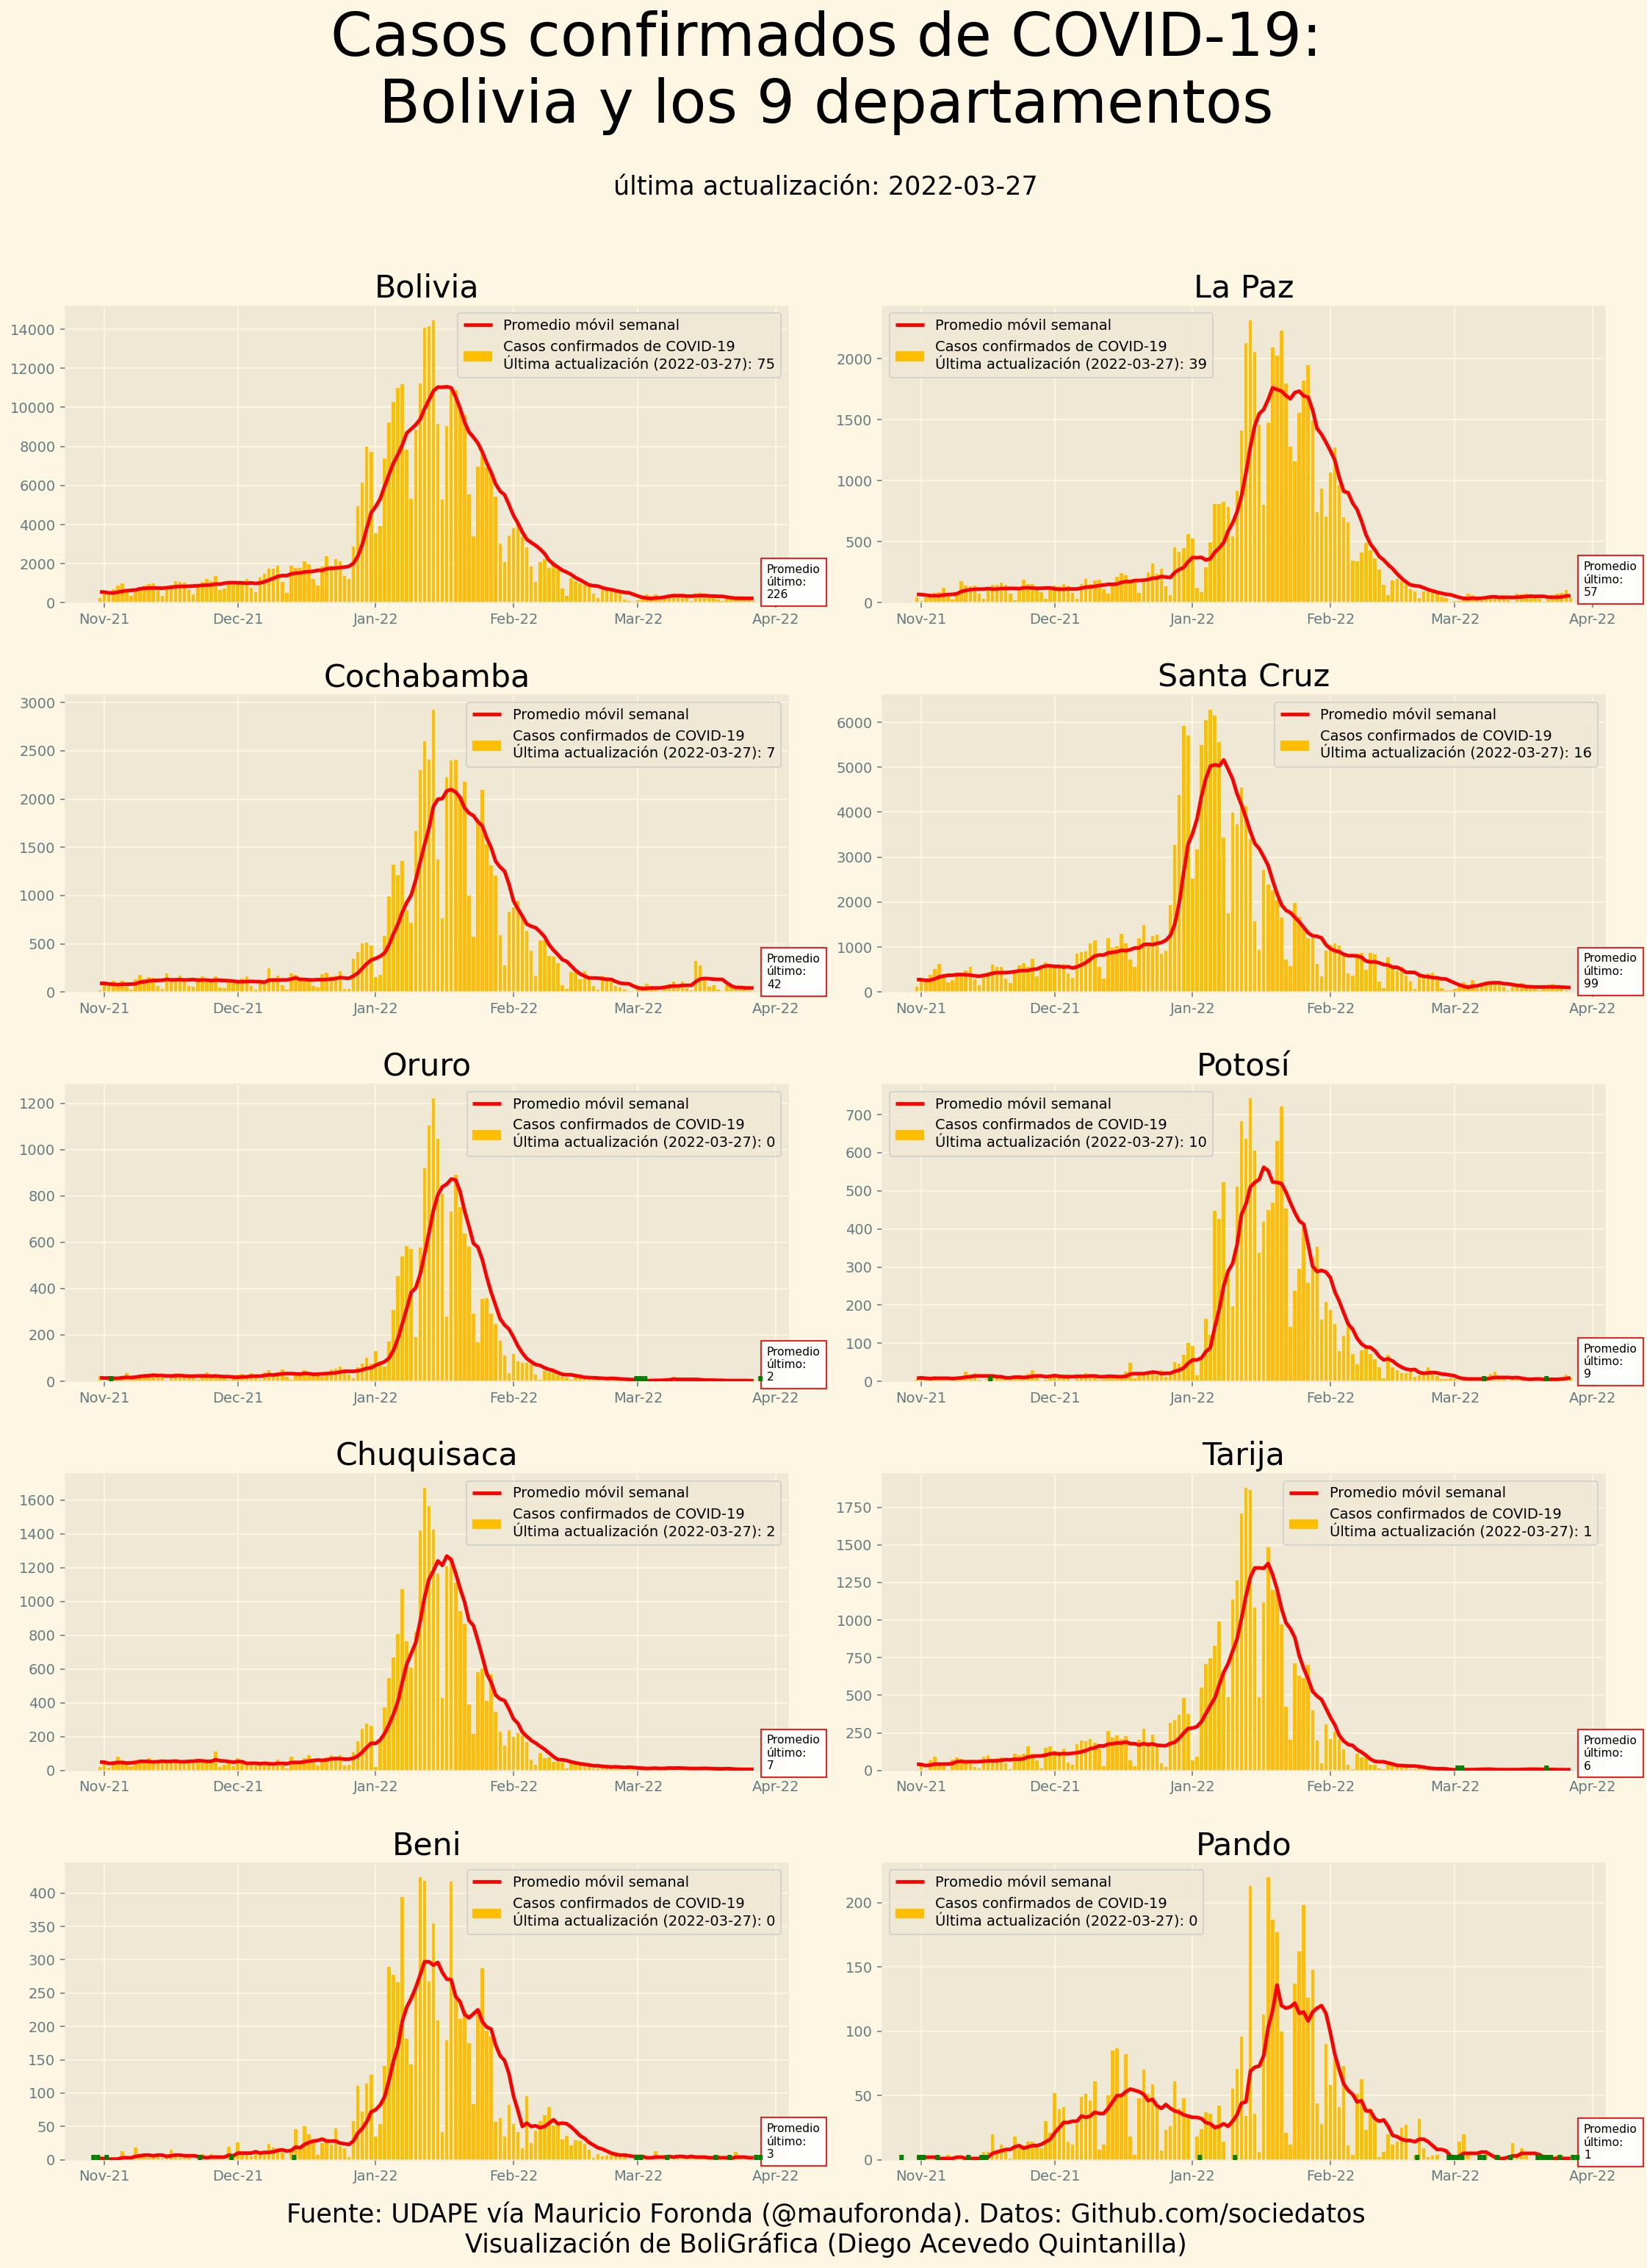 Casos confirmados de COVID-19:
Bolivia y los 9 departamentos
última actualización: 2022-03-27
Bolivia
Promedio móvil semanal
Casos confirmados de COVID-19
Última actualización (2022-03-27): 75
14000
12000
10000
8000
6000
4000
2000
0
Promedio
último:
226
Nov-21 Dec-21 Jan-22 Feb-22 Mar-22 Apr-22
La Paz
Promedio móvil semanal
Casos confirmados de COVID-19
Última actualización (2022-03-27): 39
2000
1500
1000
500
0
Promedio
último:
57
Nov-21 Dec-21 Jan-22 Feb-22 Mar-22 Apr-22
Cochabamba
Promedio móvil semanal
Casos confirmados de COVID-19
Última actualización (2022-03-27): 7
3000
2500
2000
1500
1000
500
0
Promedio
último:
42
Nov-21 Dec-21 Jan-22 Feb-22 Mar-22 Apr-22
Santa Cruz
Promedio móvil semanal
Casos confirmados de COVID-19
Última actualización (2022-03-27): 16
6000
5000
4000
3000
2000
1000
0
Promedio
último:
99
Nov-21 Dec-21 Jan-22 Feb-22 Mar-22 Apr-22
Oruro
Promedio móvil semanal
Casos confirmados de COVID-19
Última actualización (2022-03-27): 0
1200
1000
800
600
400
200
0
Promedio
último:
2
Nov-21 Dec-21 Jan-22 Feb-22 Mar-22 Apr-22
Potosí
Promedio móvil semanal
Casos confirmados de COVID-19
Última actualización (2022-03-27): 10
700
600
500
400
300
200
100
0
Promedio
último:
9
Nov-21 Dec-21 Jan-22 Feb-22 Mar-22 Apr-22
Chuquisaca
Promedio móvil semanal
Casos confirmados de COVID-19
Última actualización (2022-03-27): 2
1600
1400
1200
1000
800
600
400
200
0
Promedio
último:
7
Nov-21 Dec-21 Jan-22 Feb-22 Mar-22 Apr-22
Tarija
Promedio móvil semanal
Casos confirmados de COVID-19
Última actualización (2022-03-27): 1
1750
1500
1250
1000
750
500
250
0
Promedio
último:
6
Nov-21 Dec-21 Jan-22 Feb-22 Mar-22 Apr-22
Beni
Promedio móvil semanal
Casos confirmados de COVID-19
Última actualización (2022-03-27): 0
400
350
300
250
200
150
100
50
0
Promedio
último:
3
Nov-21 Dec-21 Jan-22 Feb-22 Mar-22 Apr-22
Pando
Promedio móvil semanal
Casos confirmados de COVID-19
Última actualización (2022-03-27): 0
200
150
100
50
0
Promedio
último:
1
Nov-21 Dec-21 Jan-22 Feb-22 Mar-22 Apr-22
Fuente: UDAPE vía Mauricio Foronda (@mauforonda). Datos: Github.com/sociedatos
Visualización de BoliGráfica (Diego Acevedo Quintanilla)